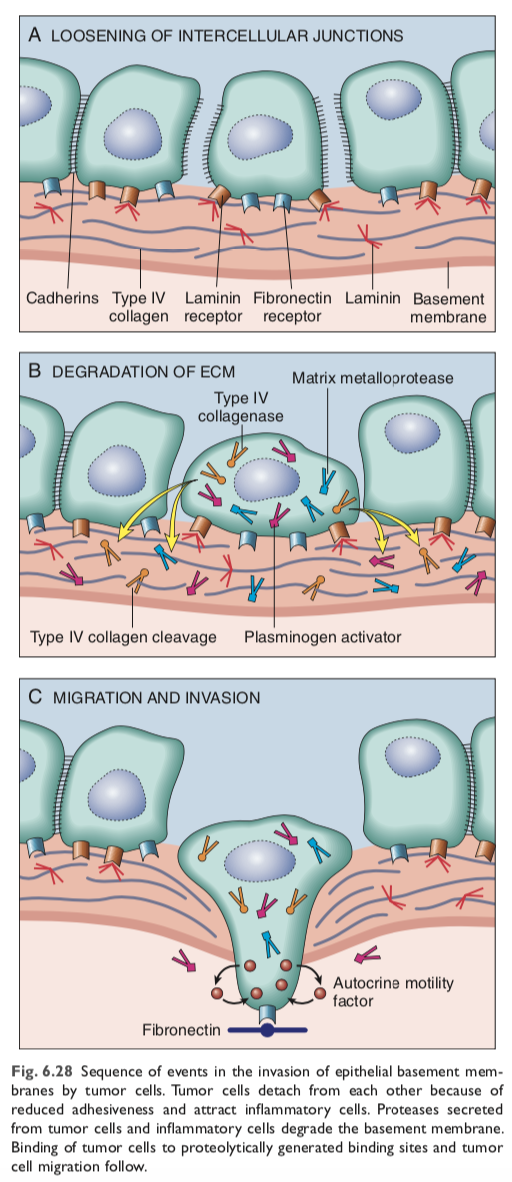 A LOOSENING OF INTERCELLULAR JUNCTIONS
Cadherins
Type IV
collagen
Laminin
receptor
Fibronectin
receptor
Laminin
Basement
membrane
B DEGRADATION OF ECM
Matrix metalloprotease
Type IV
collagenase
Type IV collagen cleavage
Plasminogen activator
C MIGRATION AND INVASION
Autocrine motility
factor
Fibronectin
Fig. 6.28 Sequence of events in the invasion of epithelial basement mem-
branes by tumor cells. Tumor cells detach from each other because of
reduced adhesiveness and attract inflammatory cells. Proteases secreted
from tumor cells and inflammatory cells degrade the basement membrane.
Binding of tumor cells to proteolytically generated binding sites and tumor
cell migration follow.